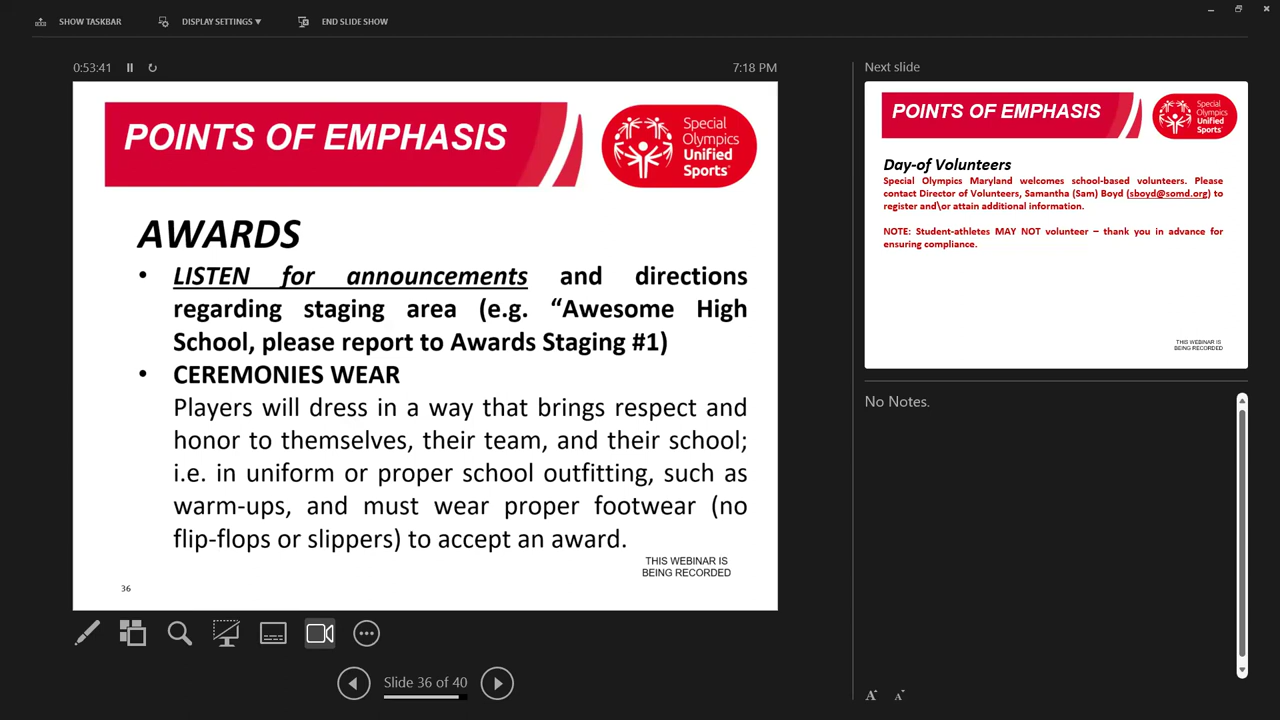 SHOW TASKBAR
DISPLAY SETTINGS ▼
END SLIDE SHOW
0:53:41
7:18 PM
POINTS OF EMPHASIS
Special
Olympics
Unified
Sports®
AWARDS
• LISTEN for announcements and directions
regarding staging area (e.g. “Awesome High
School, please report to Awards Staging #1)
• CEREMONIES WEAR
Players will dress in a way that brings respect and
honor to themselves, their team, and their school;
i.e. in uniform or proper school outfitting, such as
warm-ups, and must wear proper footwear (no
flip-flops or slippers) to accept an award.
THIS WEBINAR IS
BEING RECORDED
36
Slide 36 of 40
Next slide
POINTS OF EMPHASIS
Special
Olympics
Unified
Sports®
Day-of Volunteers
Special Olympics Maryland welcomes school-based volunteers. Please
contact Director of Volunteers, Samantha (Sam) Boyd (sboyd@somd.org) to
register and\or attain additional information.
NOTE: Student-athletes MAY NOT volunteer – thank you in advance for
ensuring compliance.
THIS WEBINAR IS
BEING RECORDED
No Notes.
A A